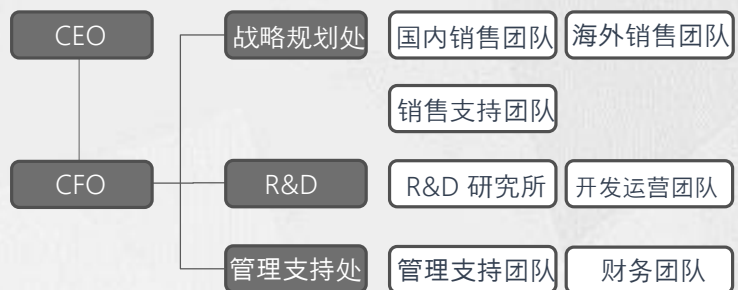 CEO
战略规划处
国内销售团队
海外销售团队
销售支持团队
CFO
R&D
R&D 研究所
开发运营团队
管理支持处
管理支持团队
财务团队